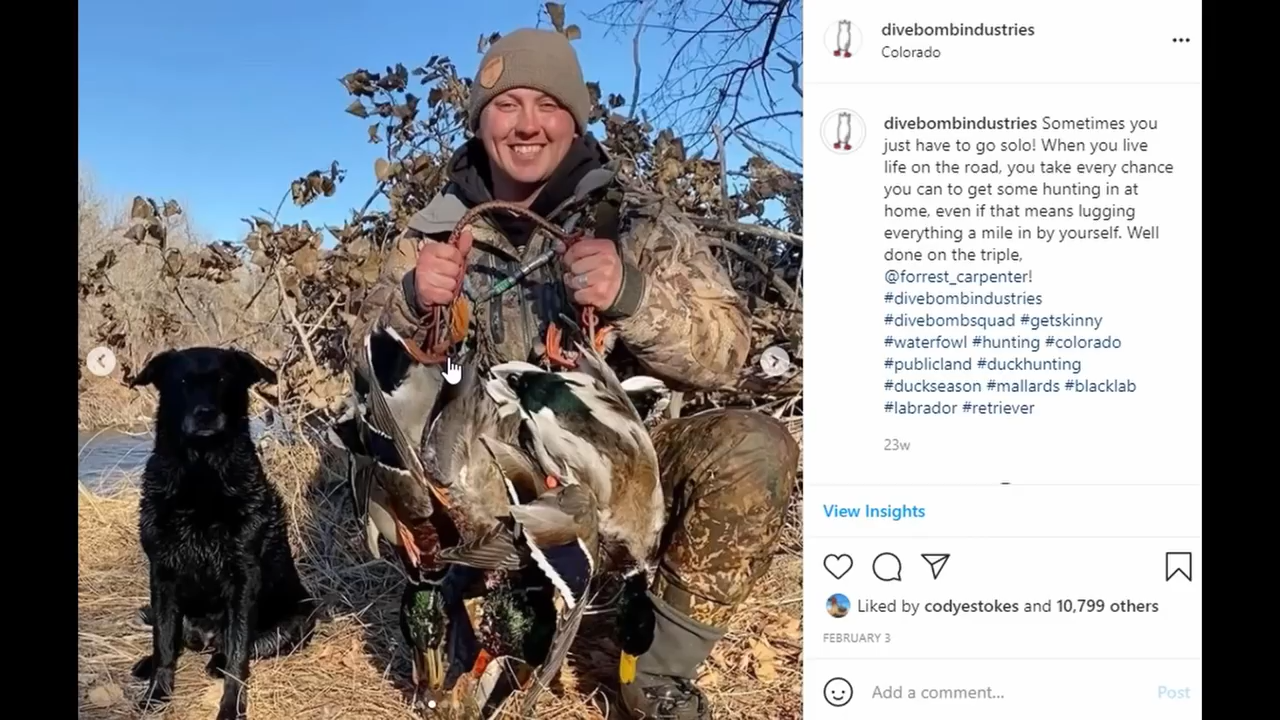 divebombindustries
Colorado
divebombindustries Sometimes you
just have to go solo! When you live
life on the road, you take every chance
you can to get some hunting in at
home, even if that means lugging
everything a mile in by yourself. Well
done on the triple,
@forrest_carpenter!
#divebombindustries
#divebombsquad #getskinny
#waterfowl #hunting #colorado
#publicland #duckhunting
#duckseason #mallards #blacklab
#labrador #retriever
23w
View Insights
Liked by codyestokes and 10,799 others
FEBRUARY 3
Add a comment...
Post